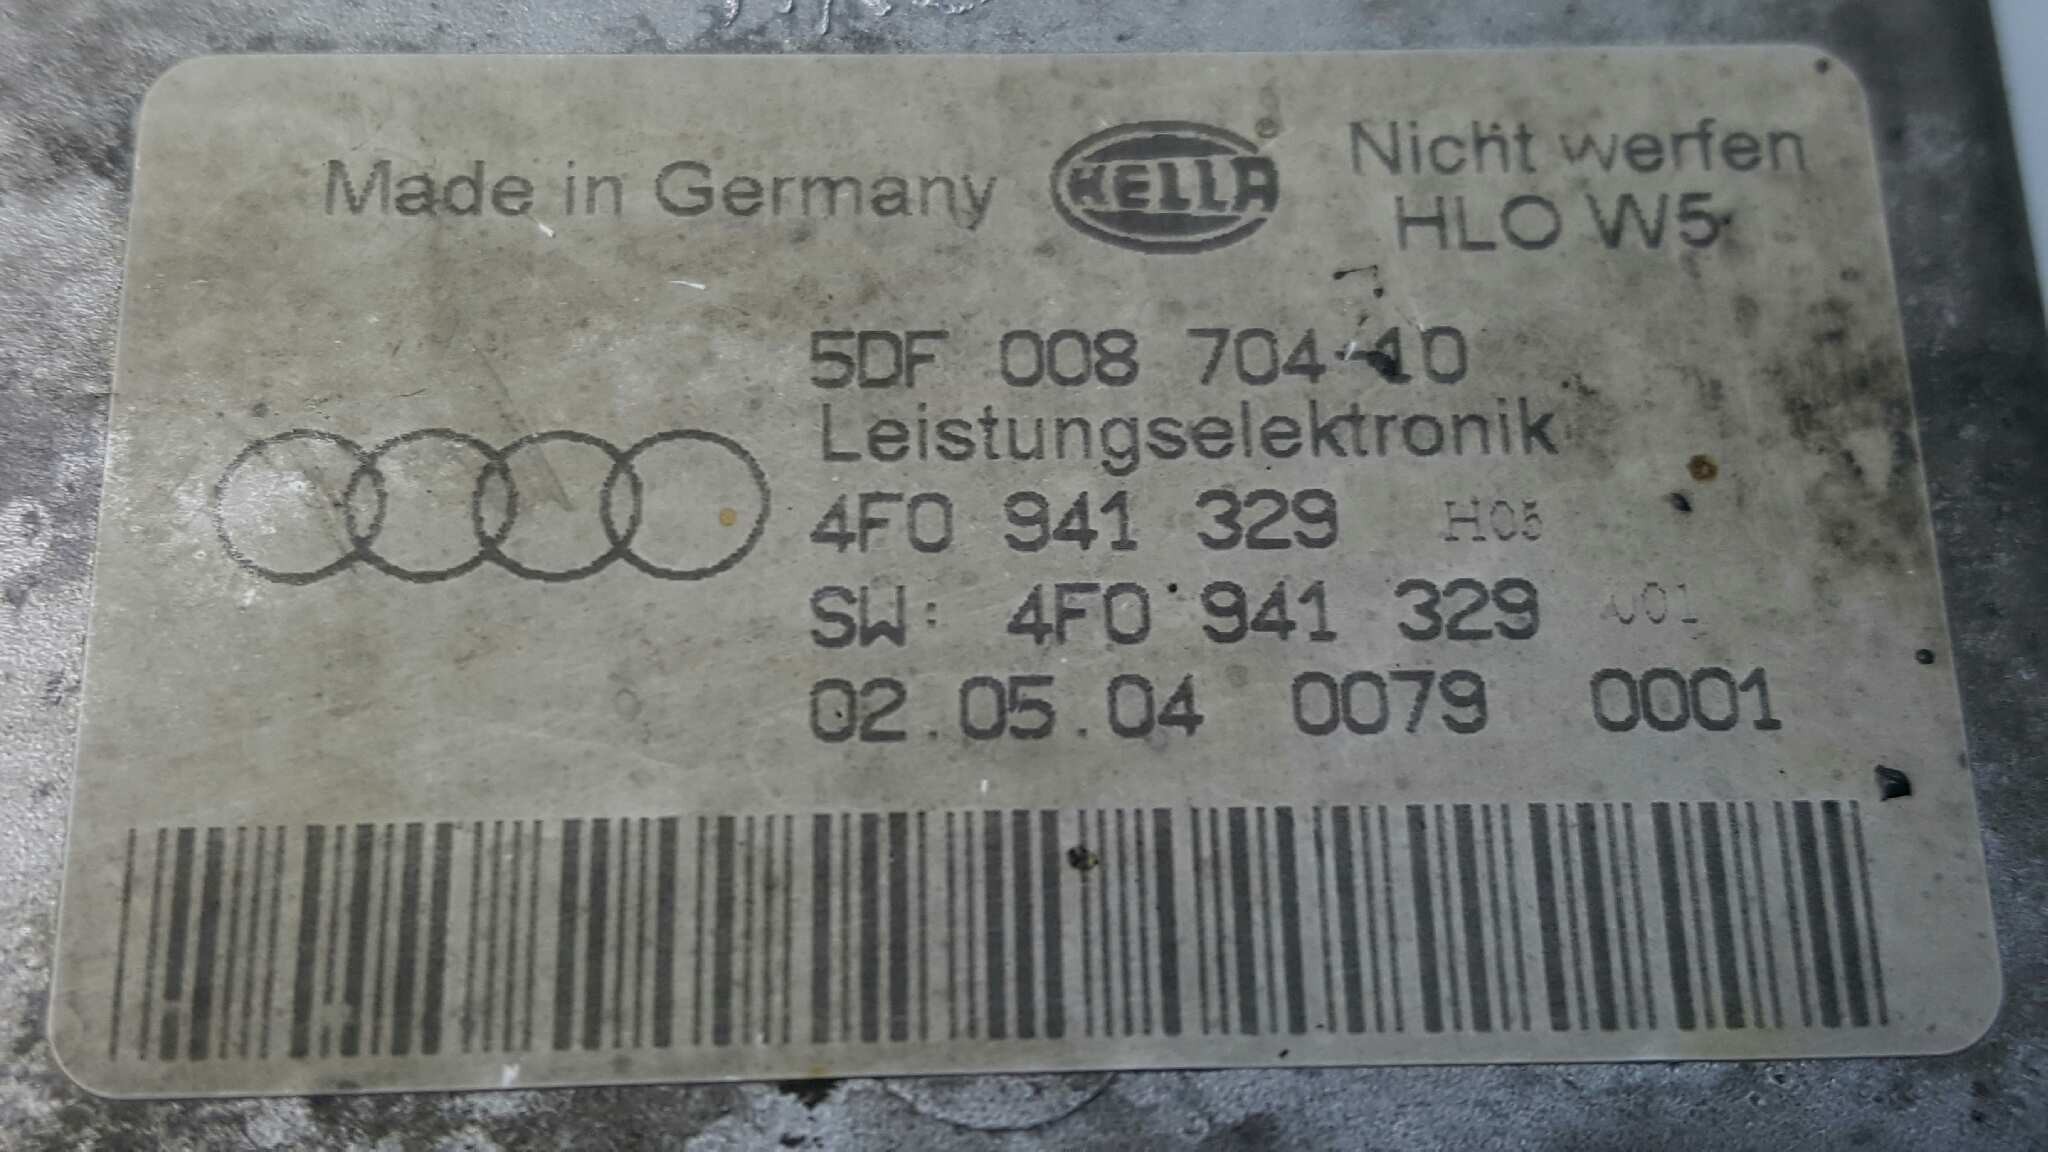 Made in Germany
HELLA®
Nicht werfen
HLO W5
5DF 008 704-10
Leistungselektronik
4F0 941 329 H05
SW: 4F0 941 329
02.05.04 0079 0001